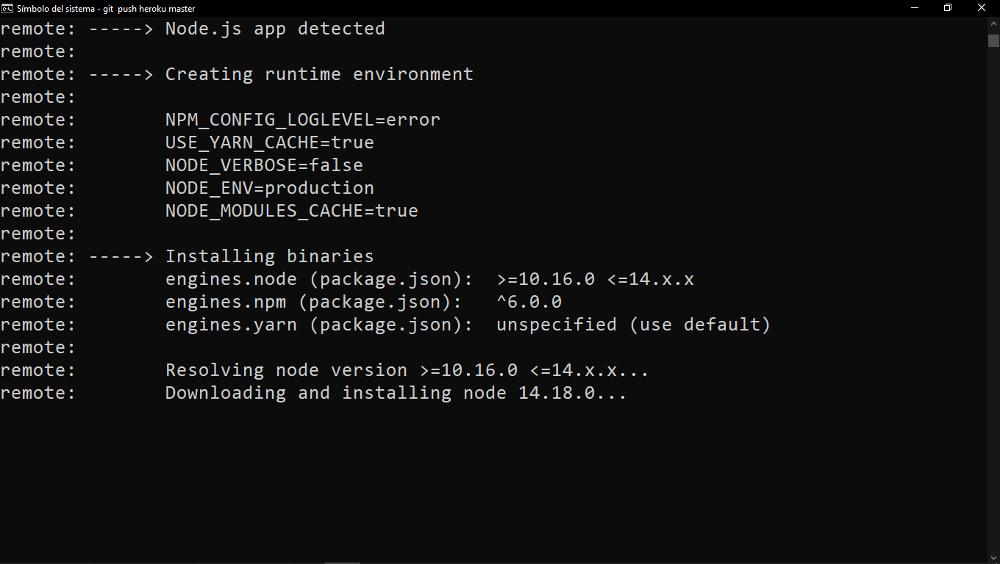 Símbolo del sistema - git  push heroku master
remote: -----> Node.js app detected
remote:
remote: -----> Creating runtime environment
remote:
remote:        NPM_CONFIG_LOGLEVEL=error
remote:        USE_YARN_CACHE=true
remote:        NODE_VERBOSE=false
remote:        NODE_ENV=production
remote:        NODE_MODULES_CACHE=true
remote:
remote: -----> Installing binaries
remote:        engines.node (package.json):  >=10.16.0 <=14.x.x
remote:        engines.npm (package.json):   ^6.0.0
remote:        engines.yarn (package.json):  unspecified (use default)
remote:
remote:        Resolving node version >=10.16.0 <=14.x.x...
remote:        Downloading and installing node 14.18.0...